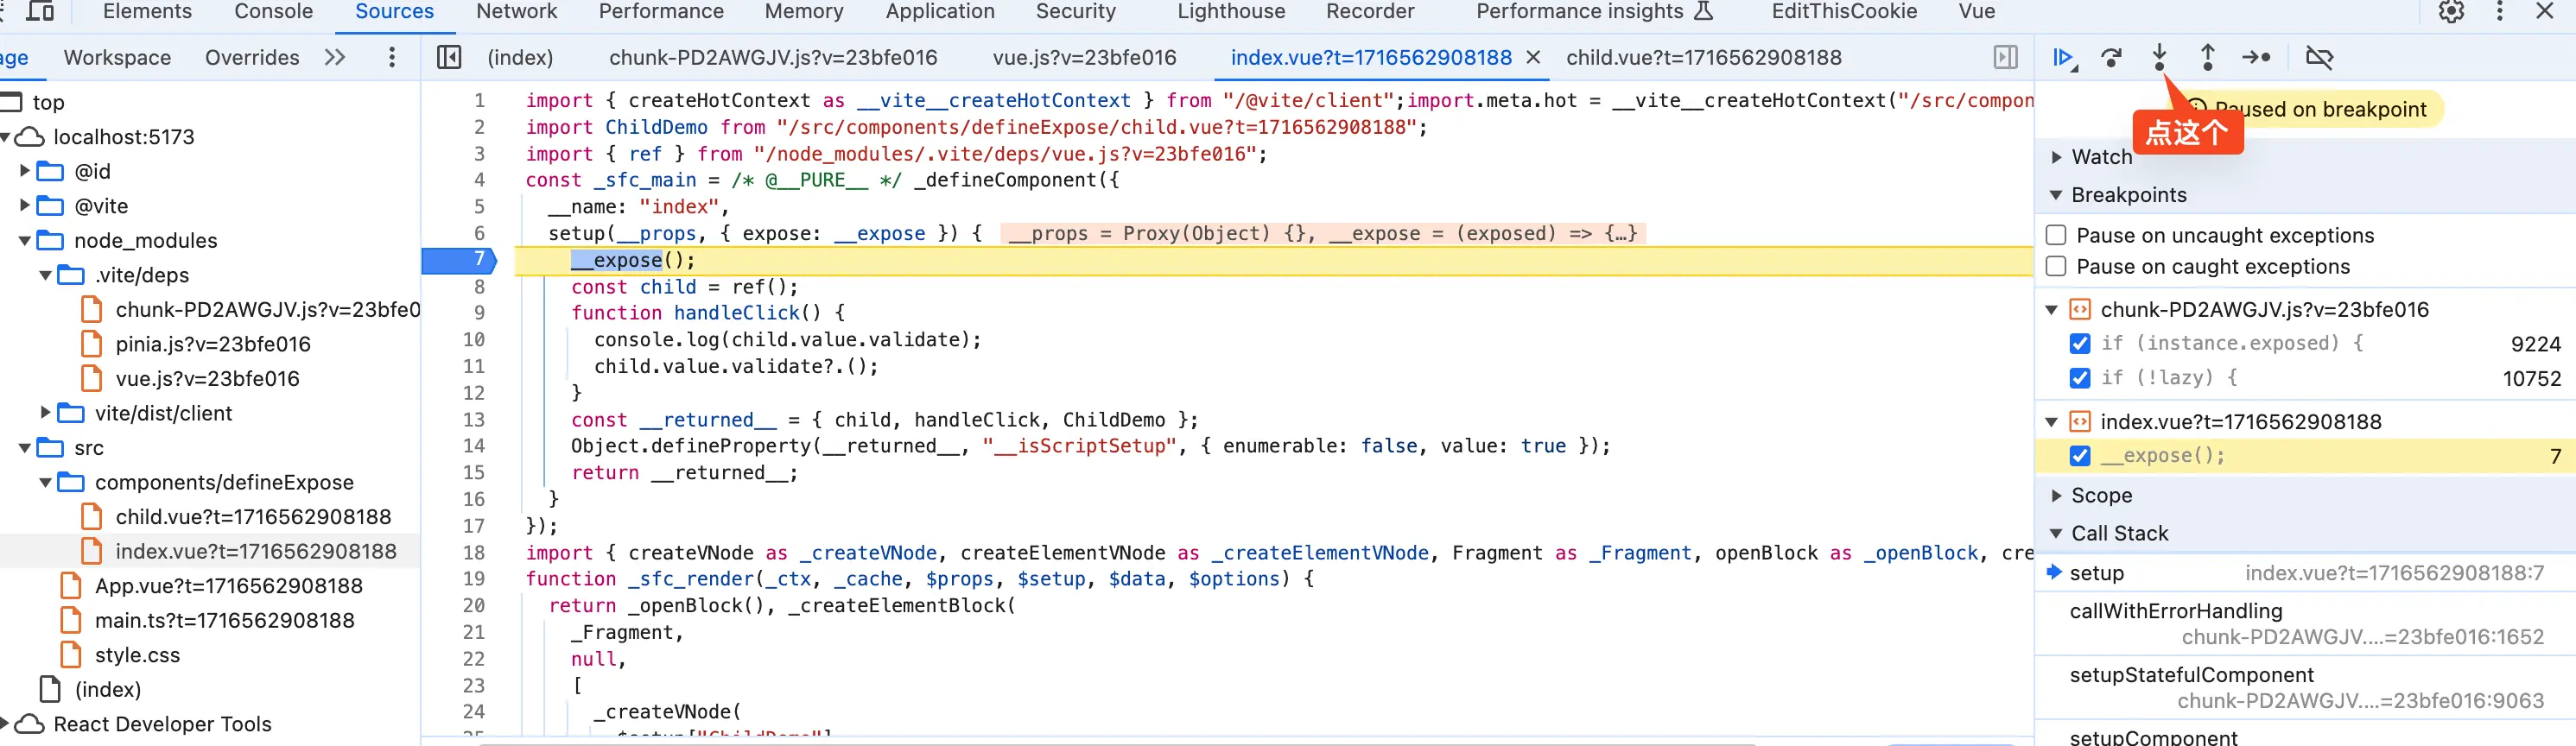 Elements Console Sources Network Performance Memory Application Security Lighthouse Recorder Performance insights EditThisCookie Vue
age Workspace Overrides
(index) chunk-PD2AWGJV.js?v=23bfe016 vue.js?v=23bfe016 index.vue?t=1716562908188 child.vue?t=1716562908188
top
localhost:5173
@id
@vite
node_modules
.vite/deps
chunk-PD2AWGJV.js?v=23bfe0
pinia.js?v=23bfe016
vue.js?v=23bfe016
vite/dist/client
src
components/defineExpose
child.vue?t=1716562908188
index.vue?t=1716562908188
App.vue?t=1716562908188
main.ts?t=1716562908188
style.css
(index)
React Developer Tools
1 import { createHotContext as __vite__createHotContext } from "/@vite/client";import.meta.hot = __vite__createHotContext("/src/compon
2 import ChildDemo from "/src/components/defineExpose/child.vue?t=1716562908188";
3 import { ref } from "/node_modules/.vite/deps/vue.js?v=23bfe016";
4 const _sfc_main = /* @__PURE__ */ _defineComponent({
5 __name: "index",
6 setup(__props, { expose: __expose }) { __props = Proxy(Object) {}, __expose = (exposed) => {…}
7 __expose();
8 const child = ref();
9 function handleClick() {
10 console.log(child.value.validate);
11 child.value.validate?.();
12 }
13 const __returned__ = { child, handleClick, ChildDemo };
14 Object.defineProperty(__returned__, "__isScriptSetup", { enumerable: false, value: true });
15 return __returned__;
16 }
17 });
18 import { createVNode as _createVNode, createElementVNode as _createElementVNode, Fragment as _Fragment, openBlock as _openBlock, cre
19 function _sfc_render(_ctx, _cache, $props, $setup, $data, $options) {
20 return _openBlock(), _createElementBlock(
21 _Fragment,
22 null,
23 [
24 _createVNode(
25 $setup["ChildDemo"]
used on breakpoint
点这个
Watch
Breakpoints
Pause on uncaught exceptions
Pause on caught exceptions
chunk-PD2AWGJV.js?v=23bfe016
if (instance.exposed) { 9224
if (!lazy) { 10752
index.vue?t=1716562908188
__expose(); 7
Scope
Call Stack
setup index.vue?t=1716562908188:7
callWithErrorHandling
chunk-PD2AWGJV.…=23bfe016:1652
setupStatefulComponent
chunk-PD2AWGJV.…=23bfe016:9063
setupComponent